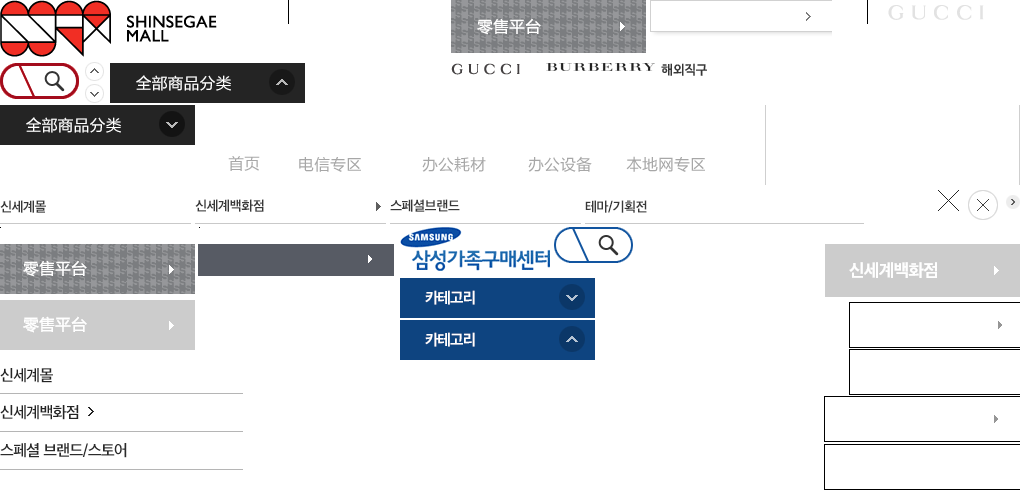 SHINSEGAE
MALL
零售平台
GUCCI
GUCCI
BURBERRY
해외직구
全部商品分类
全部商品分类
首页
电信专区
办公耗材
办公设备
本地网专区
신세계몰
신세계백화점
스페셜브랜드
테마/기획전
零售平台
SAMSUNG
삼성가족구매센터
신세계백화점
카테고리
零售平台
카테고리
신세계몰
신세계백화점
스페셜 브랜드/스토어